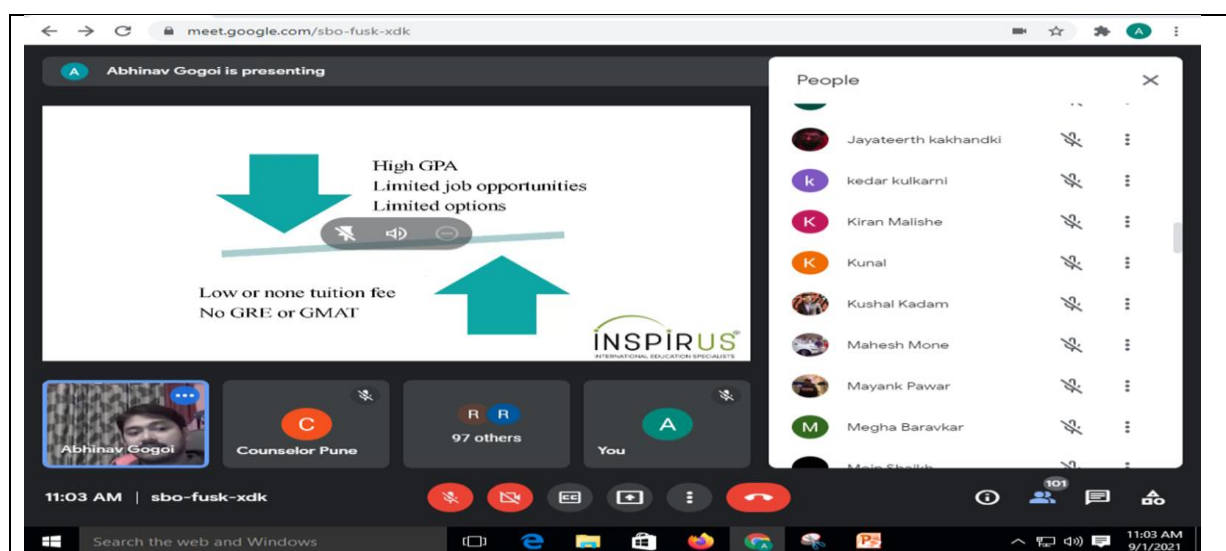 meet.google.com/sbo-fusk-xdk
A
A
Abhinav Gogoi is presenting
High GPA
Limited job opportunities
Limited options
Low or none tuition fee
No GRE or GMAT
INSPIRUS
INTERNATIONAL EDUCATION SPECIALISTS
People
Jayateerth kakhandki
k kedar kulkarni
K Kiran Malishe
K Kunal
Kushal Kadam
Mahesh Mone
Mayank Pawar
M Megha Baravkar
Abhinav Gogoi
C
Counselor Pune
R R
97 others
A
You
11:03 AM | sbo-fusk-xdk
CC
101
Search the web and Windows
11:03 AM
9/1/2021